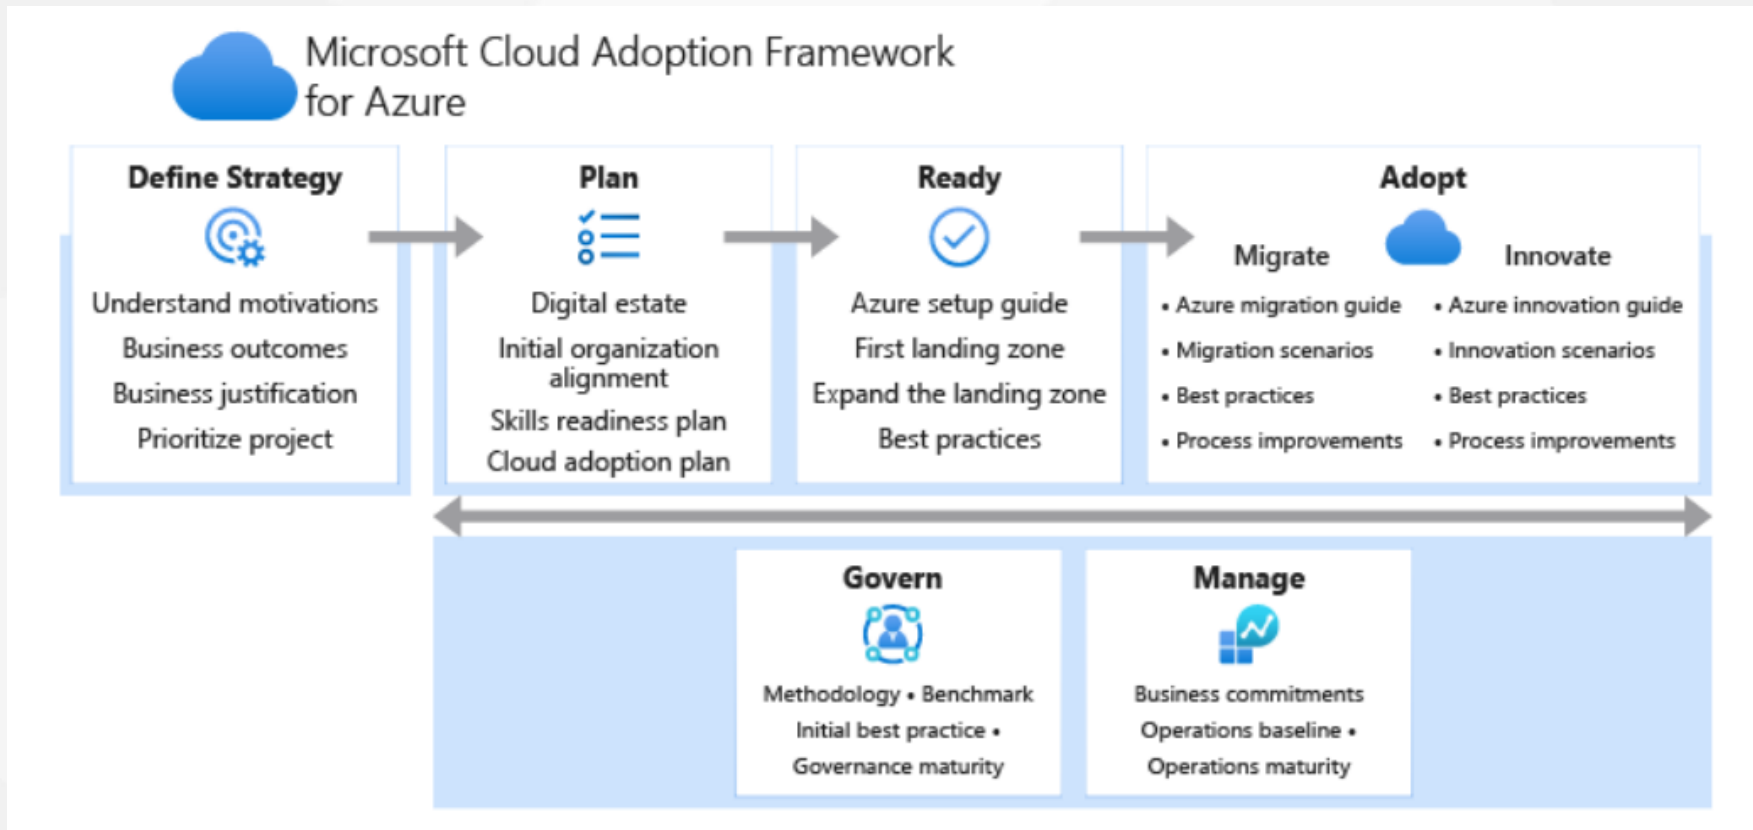 Microsoft Cloud Adoption Framework
for Azure
Define Strategy
Understand motivations
Business outcomes
Business justification
Prioritize project
Plan
Digital estate
Initial organization
alignment
Skills readiness plan
Cloud adoption plan
Ready
Azure setup guide
First landing zone
Expand the landing zone
Best practices
Adopt
Migrate
• Azure migration guide
• Migration scenarios
• Best practices
• Process improvements
Innovate
• Azure innovation guide
• Innovation scenarios
• Best practices
• Process improvements
Govern
Methodology • Benchmark
Initial best practice •
Governance maturity
Manage
Business commitments
Operations baseline •
Operations maturity